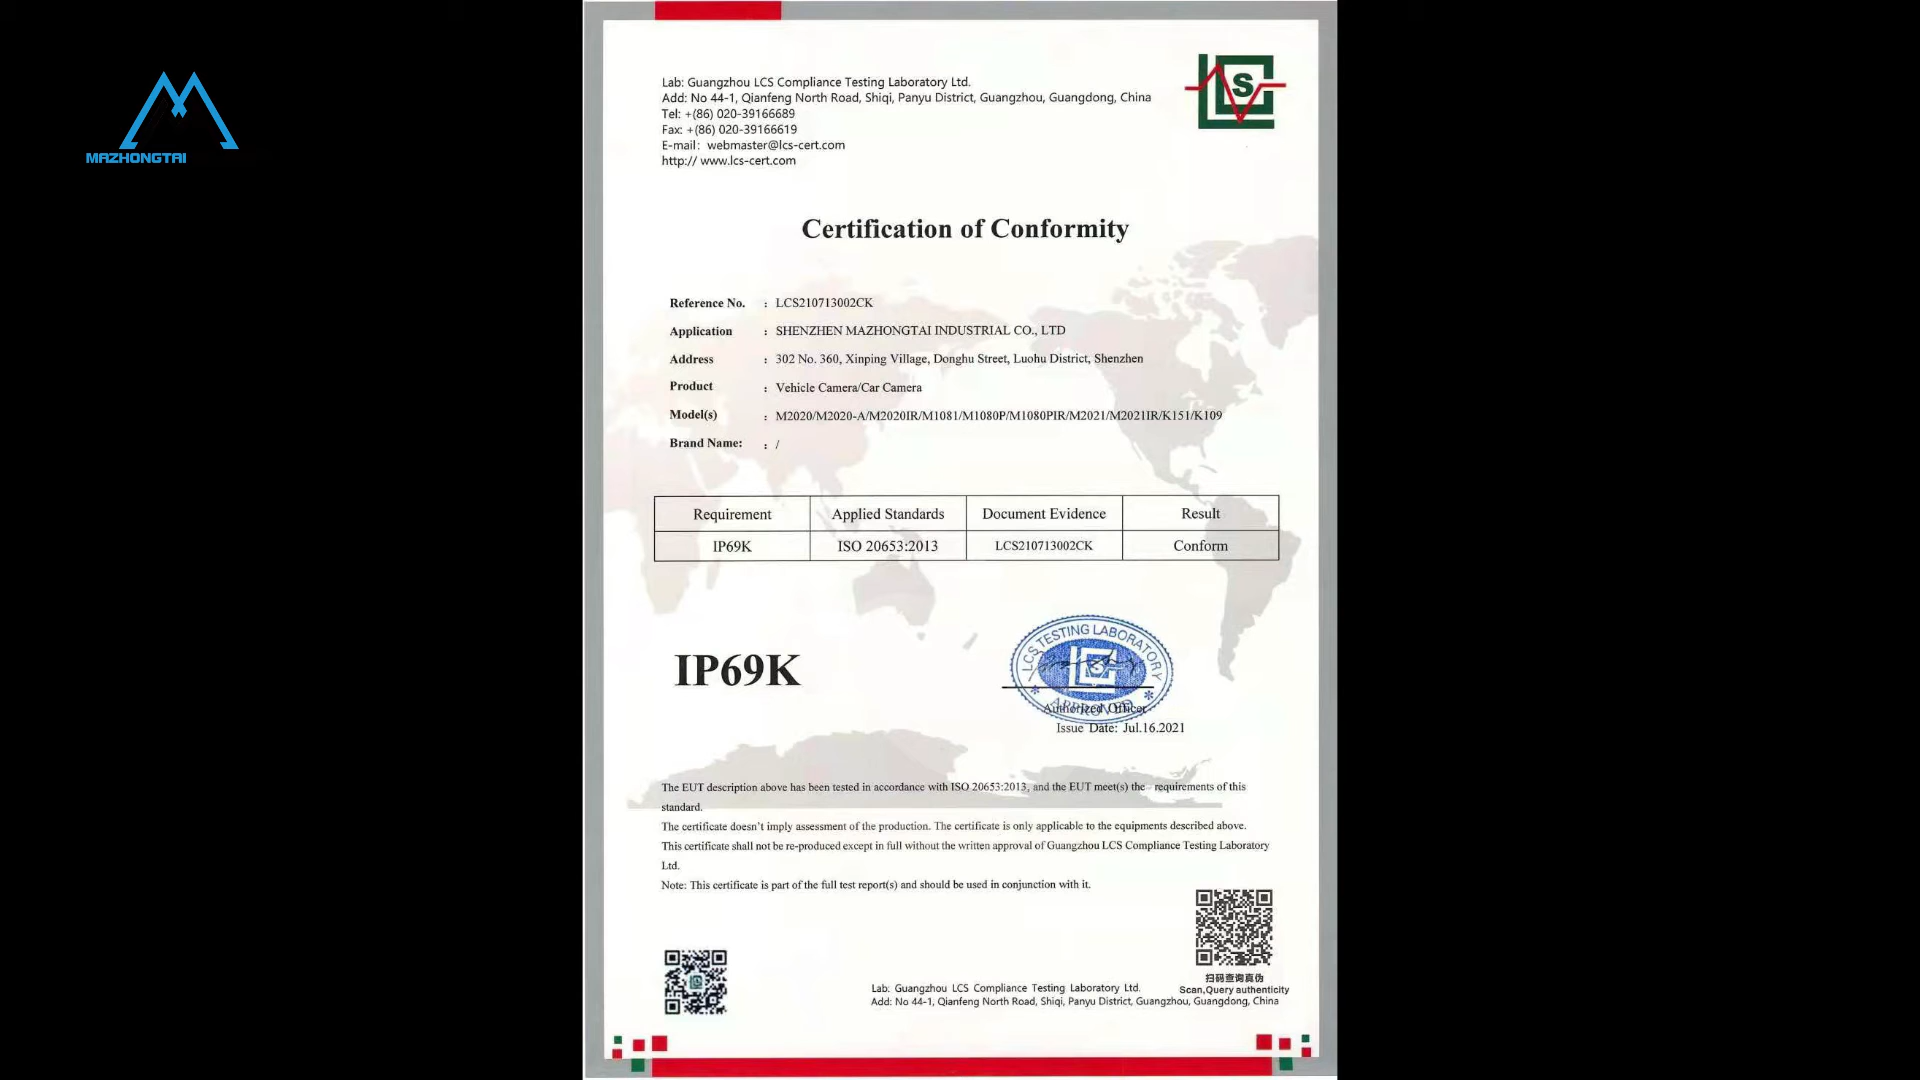 MAZHONGTAI
Lab: Guangzhou LCS Compliance Testing Laboratory Ltd.
Add: No 44-1, Qianfeng North Road, Shiqi, Panyu District, Guangzhou, Guangdong, China
Tel: +(86) 020-39166689
Fax: +(86) 020-39166619
E-mail: webmaster@lcs-cert.com
http:// www.lcs-cert.com
LCS
Certification of Conformity
Reference No. : LCS210713002CK
Application : SHENZHEN MAZHONGTAI INDUSTRIAL CO., LTD
Address : 302 No. 360, Xinping Village, Donghu Street, Luohu District, Shenzhen
Product : Vehicle Camera/Car Camera
Model(s) : M2020/M2020-A/M2020IR/M1081/M1080P/M1080PIR/M2021/M2021IR/K151/K109
Brand Name: : /
Requirement Applied Standards Document Evidence Result
IP69K ISO 20653:2013 LCS210713002CK Conform
IP69K
LCS TESTING LABORATORY
LCS
APPROVED
Authorized Officer
Issue Date: Jul.16.2021
The EUT description above has been tested in accordance with ISO 20653:2013, and the EUT meet(s) the requirements of this
standard.
The certificate doesn't imply assessment of the production. The certificate is only applicable to the equipments described above.
This certificate shall not be re-produced except in full without the written approval of Guangzhou LCS Compliance Testing Laboratory
Ltd.
Note: This certificate is part of the full test report(s) and should be used in conjunction with it.
扫码查询真伪
Scan,Query authenticity
Lab: Guangzhou LCS Compliance Testing Laboratory Ltd.
Add: No 44-1, Qianfeng North Road, Shiqi, Panyu District, Guangzhou, Guangdong, China